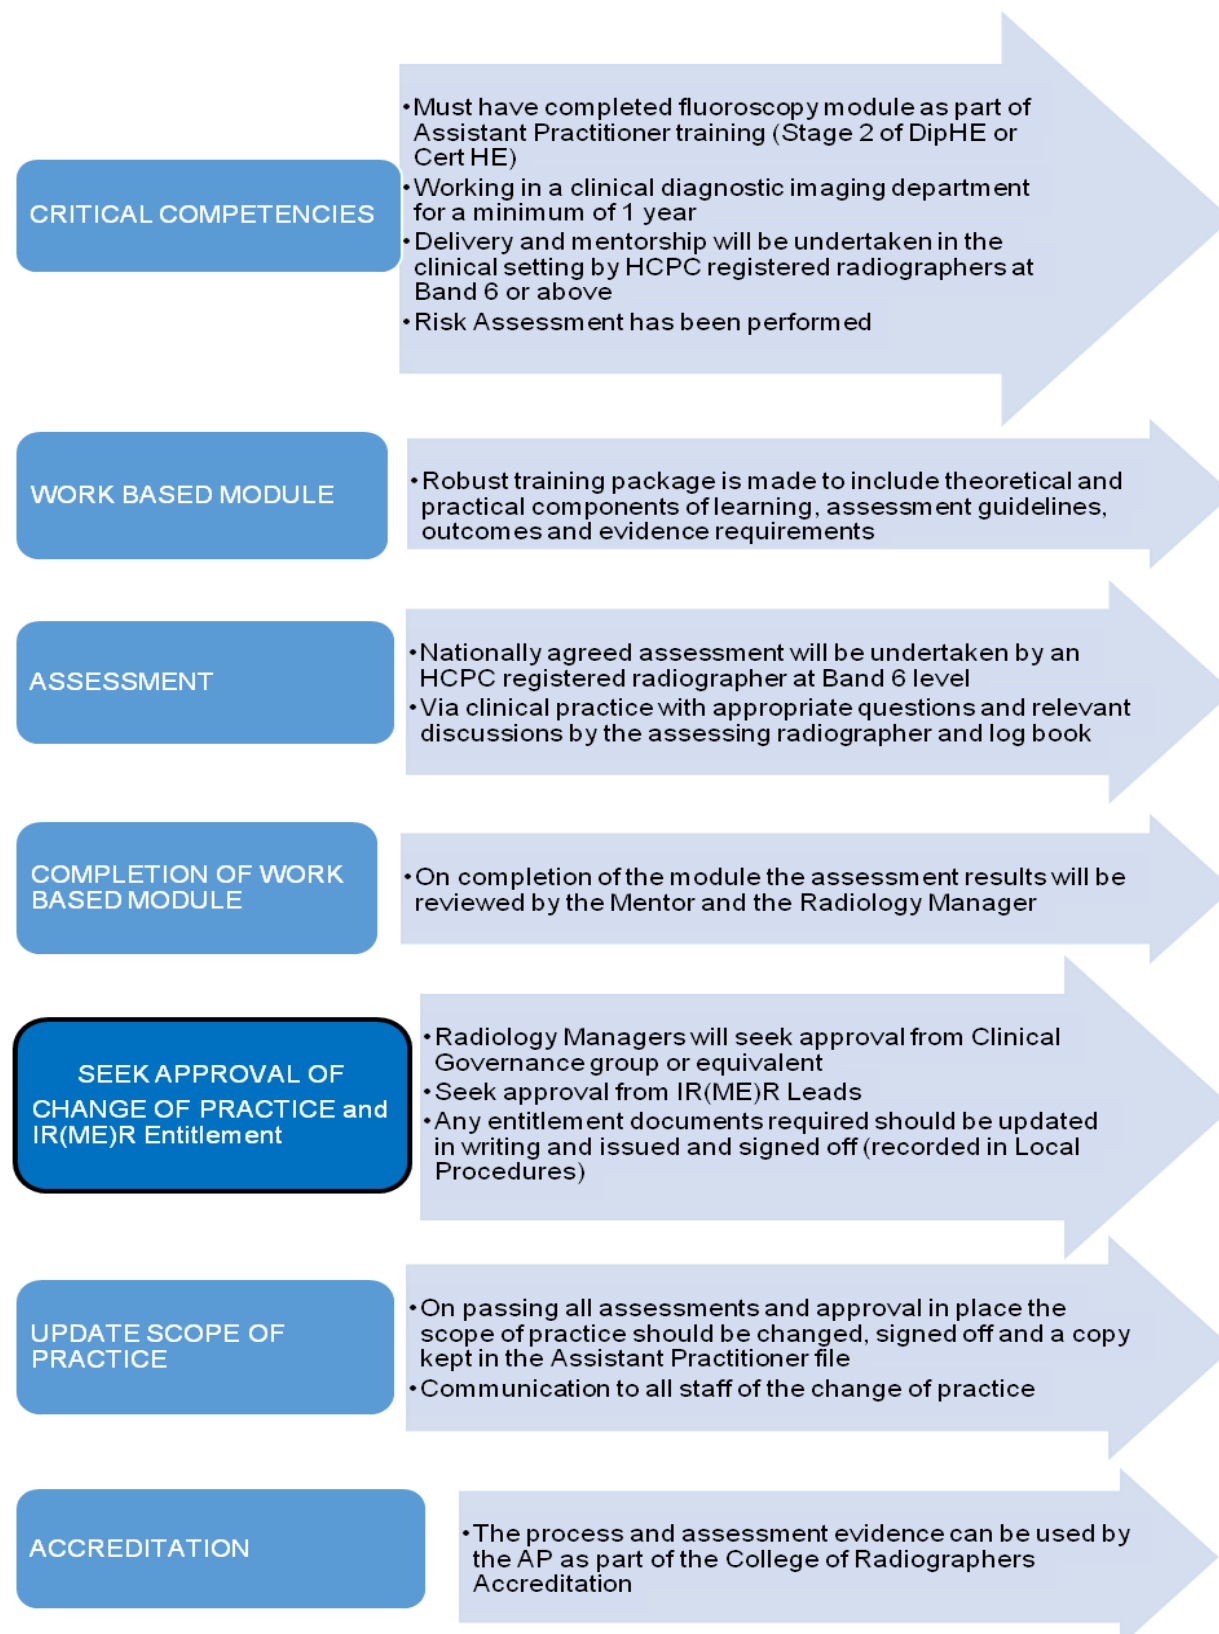 CRITICAL COMPETENCIES
•Must have completed fluoroscopy module as part of
Assistant Practitioner training (Stage 2 of DipHE or
Cert HE)
•Working in a clinical diagnostic imaging department
for a minimum of 1 year
•Delivery and mentorship will be undertaken in the
clinical setting by HCPC registered radiographers at
Band 6 or above
•Risk Assessment has been performed
WORK BASED MODULE
•Robust training package is made to include theoretical and
practical components of learning, assessment guidelines,
outcomes and evidence requirements
ASSESSMENT
•Nationally agreed assessment will be undertaken by an
HCPC registered radiographer at Band 6 level
•Via clinical practice with appropriate questions and relevant
discussions by the assessing radiographer and log book
COMPLETION OF WORK
BASED MODULE
•On completion of the module the assessment results will be
reviewed by the Mentor and the Radiology Manager
SEEK APPROVAL OF
CHANGE OF PRACTICE and
IR(ME)R Entitlement
•Radiology Managers will seek approval from Clinical
Governance group or equivalent
•Seek approval from IR(ME)R Leads
•Any entitlement documents required should be updated
in writing and issued and signed off (recorded in Local
Procedures)
UPDATE SCOPE OF
PRACTICE
•On passing all assessments and approval in place the
scope of practice should be changed, signed off and a copy
kept in the Assistant Practitioner file
•Communication to all staff of the change of practice
ACCREDITATION
•The process and assessment evidence can be used by
the AP as part of the College of Radiographers
Accreditation